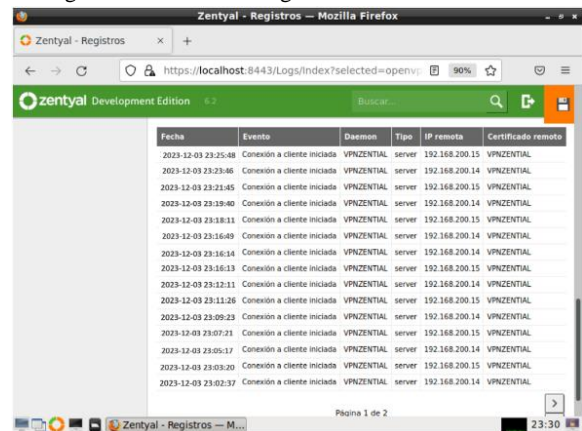 Zentyal - Registros — Mozilla Firefox
Zentyal - Registros
https://localhost:8443/Logs/Index?selected=openvp
90%
zentyal Development Edition 6.2
Buscar...
Fecha Evento Daemon Tipo IP remota Certificado remoto
2023-12-03 23:25:48 Conexión a cliente iniciada VPNZENTIAL server 192.168.200.15 VPNZENTIAL
2023-12-03 23:23:46 Conexión a cliente iniciada VPNZENTIAL server 192.168.200.14 VPNZENTIAL
2023-12-03 23:21:45 Conexión a cliente iniciada VPNZENTIAL server 192.168.200.15 VPNZENTIAL
2023-12-03 23:19:40 Conexión a cliente iniciada VPNZENTIAL server 192.168.200.14 VPNZENTIAL
2023-12-03 23:18:11 Conexión a cliente iniciada VPNZENTIAL server 192.168.200.15 VPNZENTIAL
2023-12-03 23:16:49 Conexión a cliente iniciada VPNZENTIAL server 192.168.200.14 VPNZENTIAL
2023-12-03 23:16:14 Conexión a cliente iniciada VPNZENTIAL server 192.168.200.14 VPNZENTIAL
2023-12-03 23:16:13 Conexión a cliente iniciada VPNZENTIAL server 192.168.200.15 VPNZENTIAL
2023-12-03 23:12:11 Conexión a cliente iniciada VPNZENTIAL server 192.168.200.14 VPNZENTIAL
2023-12-03 23:11:26 Conexión a cliente iniciada VPNZENTIAL server 192.168.200.15 VPNZENTIAL
2023-12-03 23:09:23 Conexión a cliente iniciada VPNZENTIAL server 192.168.200.14 VPNZENTIAL
2023-12-03 23:07:21 Conexión a cliente iniciada VPNZENTIAL server 192.168.200.15 VPNZENTIAL
2023-12-03 23:05:17 Conexión a cliente iniciada VPNZENTIAL server 192.168.200.14 VPNZENTIAL
2023-12-03 23:03:20 Conexión a cliente iniciada VPNZENTIAL server 192.168.200.15 VPNZENTIAL
2023-12-03 23:02:37 Conexión a cliente iniciada VPNZENTIAL server 192.168.200.14 VPNZENTIAL
Página 1 de 2
Zentyal - Registros — M...
23:30